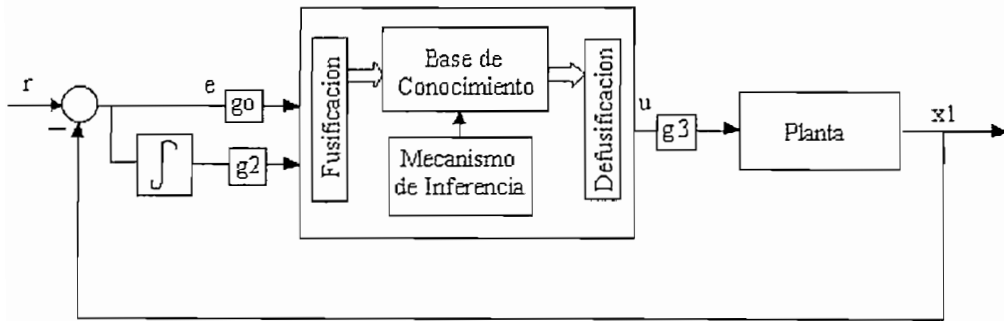 r
−
e
go
g2
Fusificacion
Base de
Conocimiento
Mecanismo
de Inferencia
Defusificacion
u
g3
Planta
x1